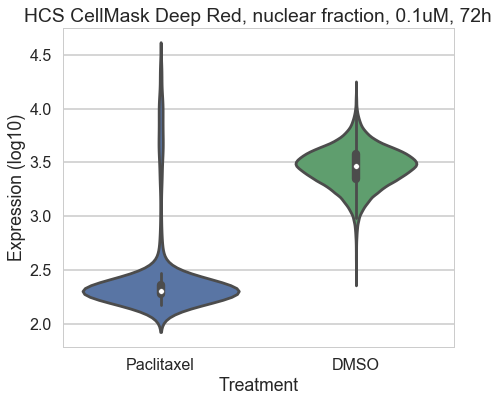 HCS CellMask Deep Red, nuclear fraction, 0.1uM, 72h
Expression (log10)
4.5
4.0
3.5
3.0
2.5
2.0
Paclitaxel DMSO
Treatment